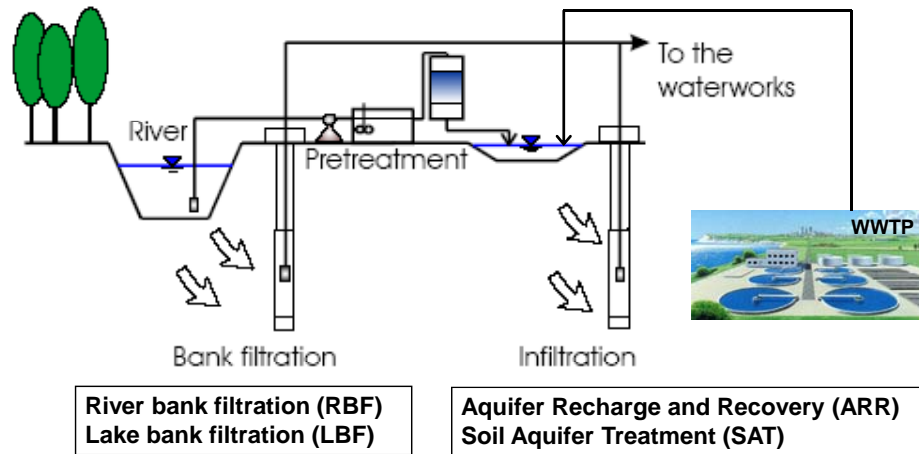 To the
waterworks
River
Pretreatment
WWTP
Bank filtration
Infiltration
River bank filtration (RBF)
Lake bank filtration (LBF)
Aquifer Recharge and Recovery (ARR)
Soil Aquifer Treatment (SAT)